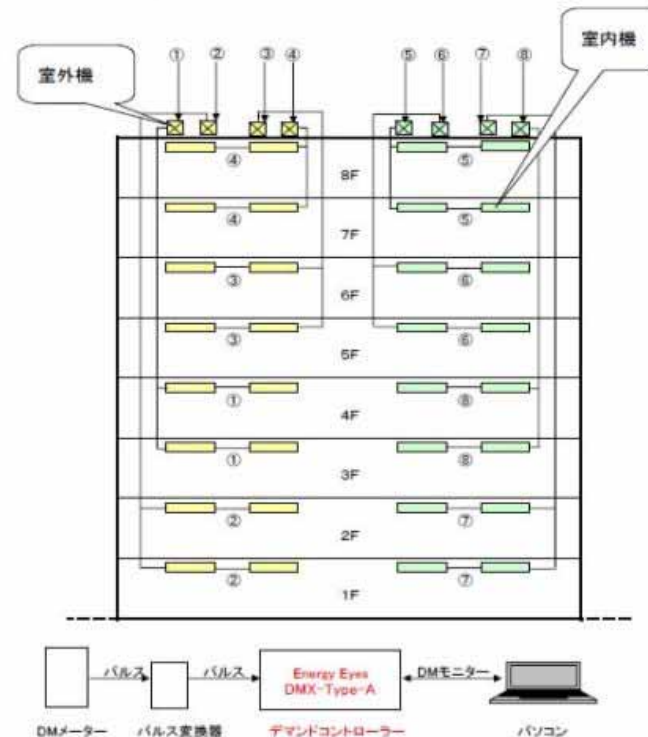 ① ② ③ ④ ⑤ ⑥ ⑦ ⑧
室外機
室内機
④ ⑤
8F
④ ⑤
7F
③ ⑥
6F
③ ⑥
5F
① ⑧
4F
① ⑧
3F
② ⑦
2F
② ⑦
1F
パルス パルス Energy Eyes DMモニター
DMX-Type-A
DMメーター パルス変換器 デマンドコントローラー パソコン